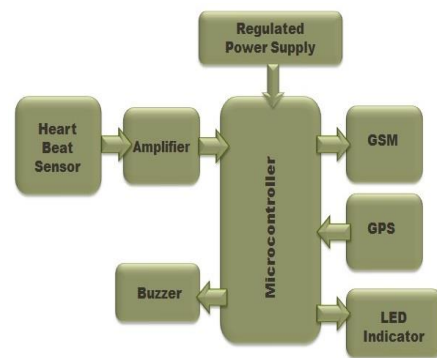 Regulated
Power Supply
Heart
Beat
Sensor
Amplifier
Microcontroller
GSM
GPS
Buzzer
LED
Indicator